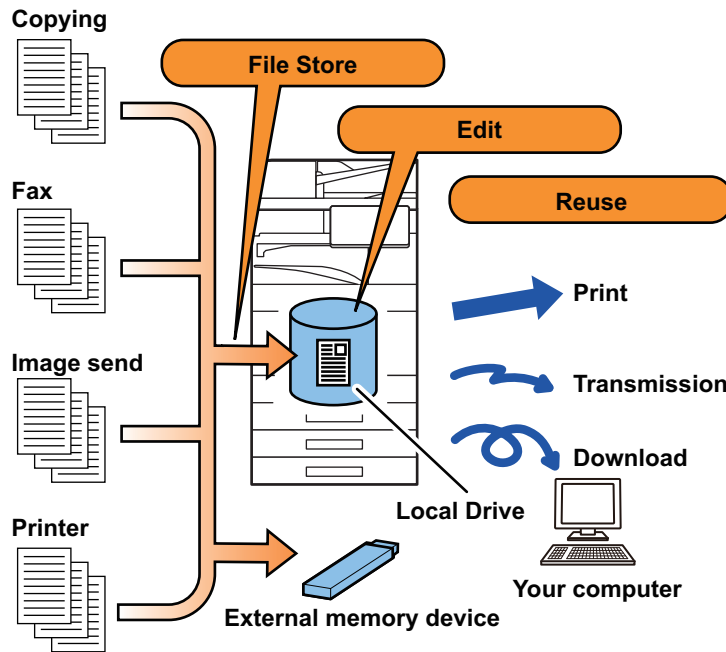 Copying
File Store
Edit
Fax
Reuse
Print
Image send
Transmission
Download
Local Drive
Printer
Your computer
External memory device